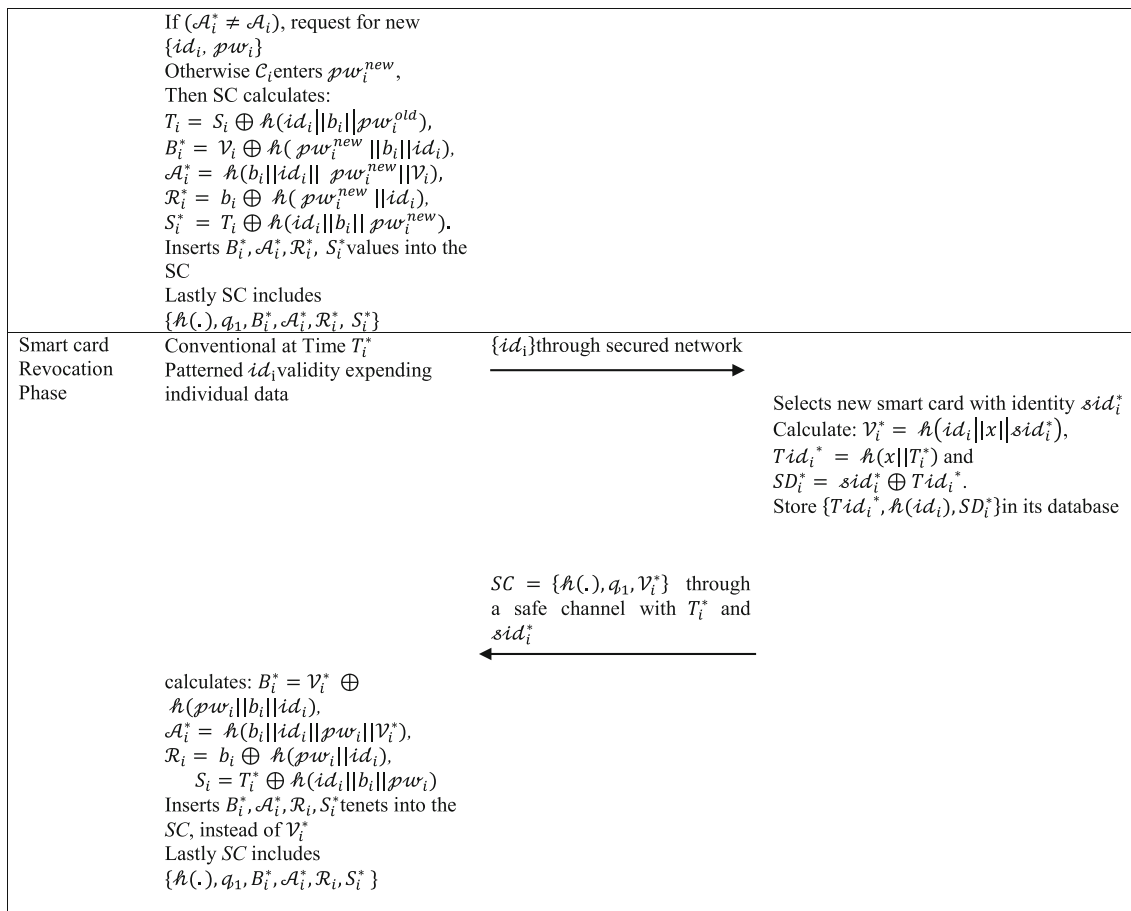 If (𝒜ᵢ* ≠ 𝒜ᵢ), request for new
{𝒾𝒹ᵢ, 𝓅𝓌ᵢ}
Otherwise 𝒞ᵢenters 𝓅𝓌ᵢⁿᵉʷ,
Then SC calculates:
Tᵢ = Sᵢ ⊕ 𝒽(𝒾𝒹ᵢ||bᵢ||𝓅𝓌ᵢᵒˡᵈ),
Bᵢ* = 𝒱ᵢ ⊕ 𝒽( 𝓅𝓌ᵢⁿᵉʷ ||bᵢ||𝒾𝒹ᵢ),
𝒜ᵢ* = 𝒽(bᵢ||𝒾𝒹ᵢ|| 𝓅𝓌ᵢⁿᵉʷ||𝒱ᵢ),
ℛᵢ* = bᵢ ⊕ 𝒽( 𝓅𝓌ᵢⁿᵉʷ ||𝒾𝒹ᵢ),
Sᵢ* = Tᵢ ⊕ 𝒽(𝒾𝒹ᵢ||bᵢ|| 𝓅𝓌ᵢⁿᵉʷ).
Inserts Bᵢ*, 𝒜ᵢ*, ℛᵢ*, Sᵢ*values into the
SC
Lastly SC includes
{𝒽(.), q₁, Bᵢ*, 𝒜ᵢ*, ℛᵢ*, Sᵢ*}
Smart card
Revocation
Phase
Conventional at Time Tᵢ*
Patterned 𝒾𝒹ᵢvalidity expending
individual data
{𝒾𝒹ᵢ}through secured network
Selects new smart card with identity 𝓈𝒾𝒹ᵢ*
Calculate: 𝒱ᵢ* = 𝒽(𝒾𝒹ᵢ||x||𝓈𝒾𝒹ᵢ*),
Tidᵢ* = 𝒽(x||Tᵢ*) and
SDᵢ* = 𝓈𝒾𝒹ᵢ* ⊕ Tidᵢ*.
Store {Tidᵢ*, 𝒽(𝒾𝒹ᵢ), SDᵢ*}in its database
SC = {𝒽(.), q₁, 𝒱ᵢ*} through
a safe channel with Tᵢ* and
𝓈𝒾𝒹ᵢ*
calculates: Bᵢ* = 𝒱ᵢ* ⊕
𝒽(𝓅𝓌ᵢ||bᵢ||𝒾𝒹ᵢ),
𝒜ᵢ* = 𝒽(bᵢ||𝒾𝒹ᵢ||𝓅𝓌ᵢ||𝒱ᵢ*),
ℛᵢ = bᵢ ⊕ 𝒽(𝓅𝓌ᵢ||𝒾𝒹ᵢ),
Sᵢ = Tᵢ* ⊕ 𝒽(𝒾𝒹ᵢ||bᵢ||𝓅𝓌ᵢ)
Inserts Bᵢ*, 𝒜ᵢ*, ℛᵢ, Sᵢ*tenets into the
SC, instead of 𝒱ᵢ*
Lastly SC includes
{𝒽(.), q₁, Bᵢ*, 𝒜ᵢ*, ℛᵢ, Sᵢ* }